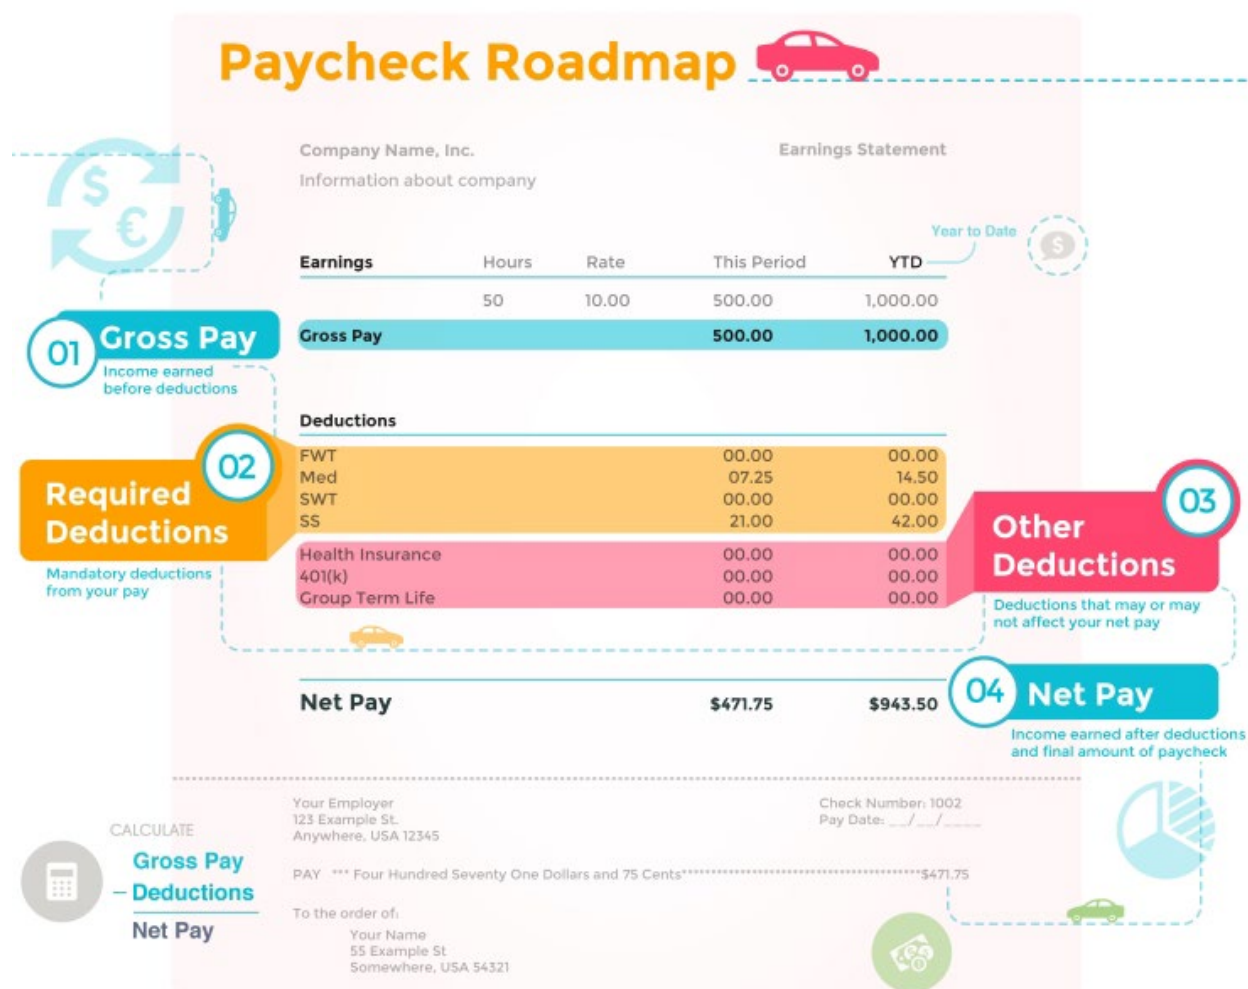 Paycheck Roadmap
Company Name, Inc. Earnings Statement
Information about company
$
€
Year to Date
$
Earnings Hours Rate This Period YTD
50 10.00 500.00 1,000.00
01 Gross Pay
Income earned
before deductions
Gross Pay 500.00 1,000.00
Deductions
02
Required
Deductions
Mandatory deductions
from your pay
FWT 00.00 00.00
Med 07.25 14.50
SWT 00.00 00.00
SS 21.00 42.00
03
Other
Deductions
Deductions that may or may
not affect your net pay
Health Insurance 00.00 00.00
401(k) 00.00 00.00
Group Term Life 00.00 00.00
Net Pay $471.75 $943.50
04 Net Pay
Income earned after deductions
and final amount of paycheck
Your Employer
123 Example St.
Anywhere, USA 12345
Check Number: 1002
Pay Date: __/__/____
CALCULATE
Gross Pay
– Deductions
Net Pay
PAY *** Four Hundred Seventy One Dollars and 75 Cents********************************************$471.75
To the order of:
Your Name
55 Example St
Somewhere, USA 54321